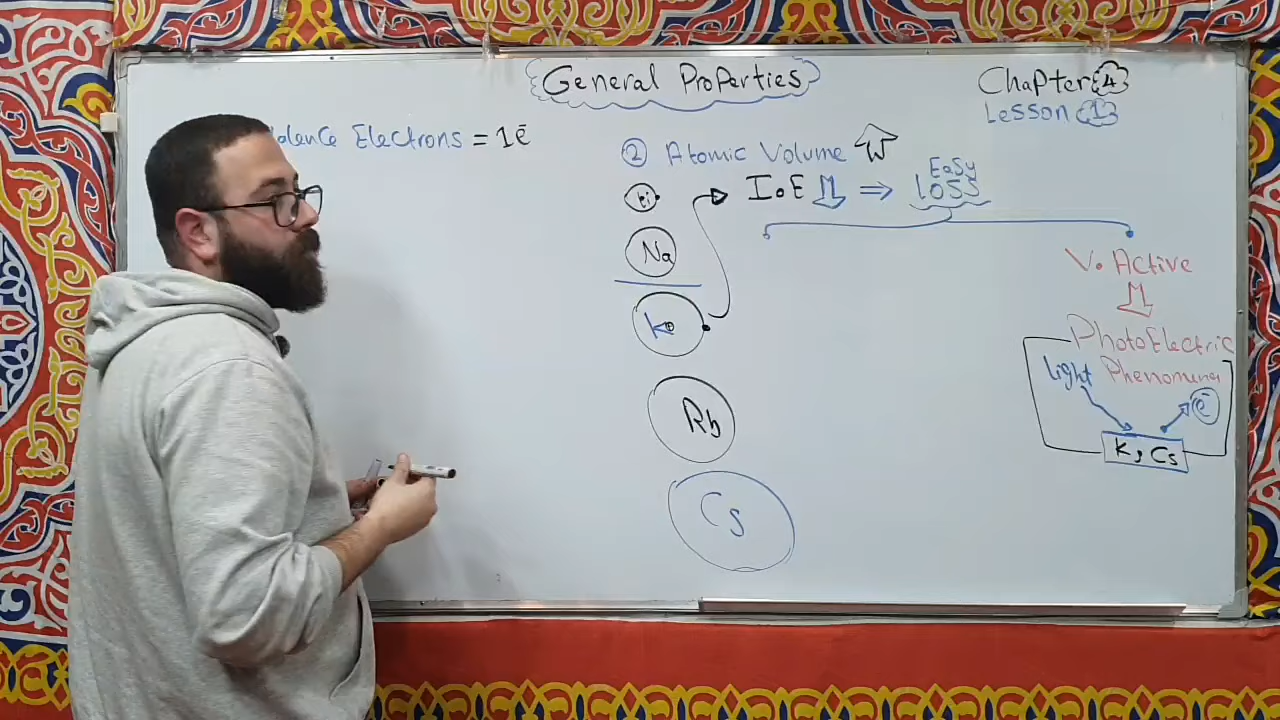 General Properties
Chapter 4
Lesson 1
alence Electrons = 1ē
② Atomic Volume
Li
Na
K
Rb
Cs
I.E ⇒ Easy loss
V. Active
PhotoElectric
Phenomena
light
ē
K, Cs